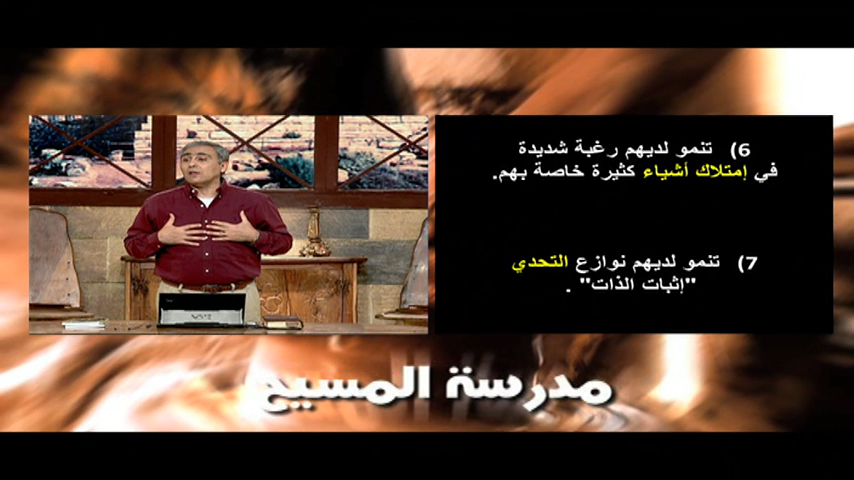 6) تنمو لديهم رغبة شديدة
في إمتلاك أشياء كثيرة خاصة بهم.
7) تنمو لديهم نوازع التحدي
"إثبات الذات" .
مدرسة المسيح